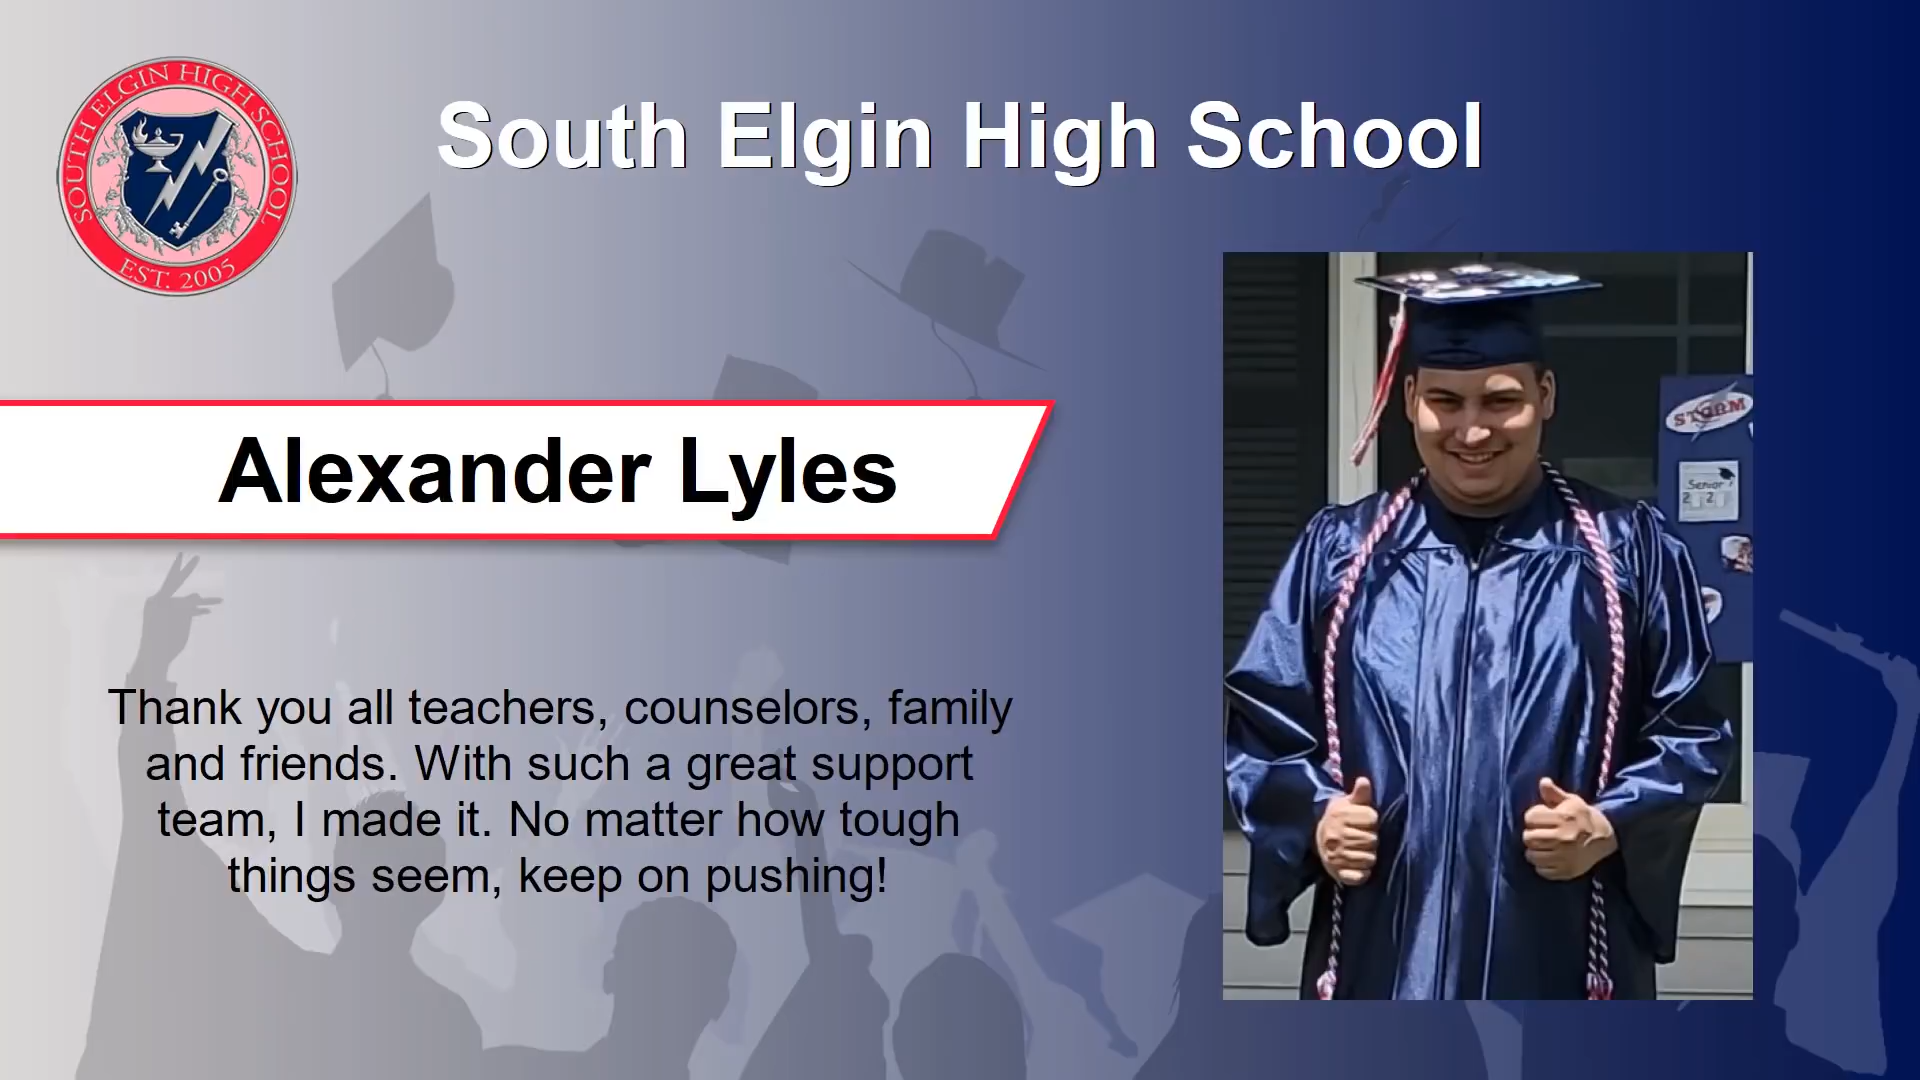 SOUTH ELGIN HIGH SCHOOL
EST. 2005
South Elgin High School
Alexander Lyles
Thank you all teachers, counselors, family
and friends. With such a great support
team, I made it. No matter how tough
things seem, keep on pushing!
STORM
Senior